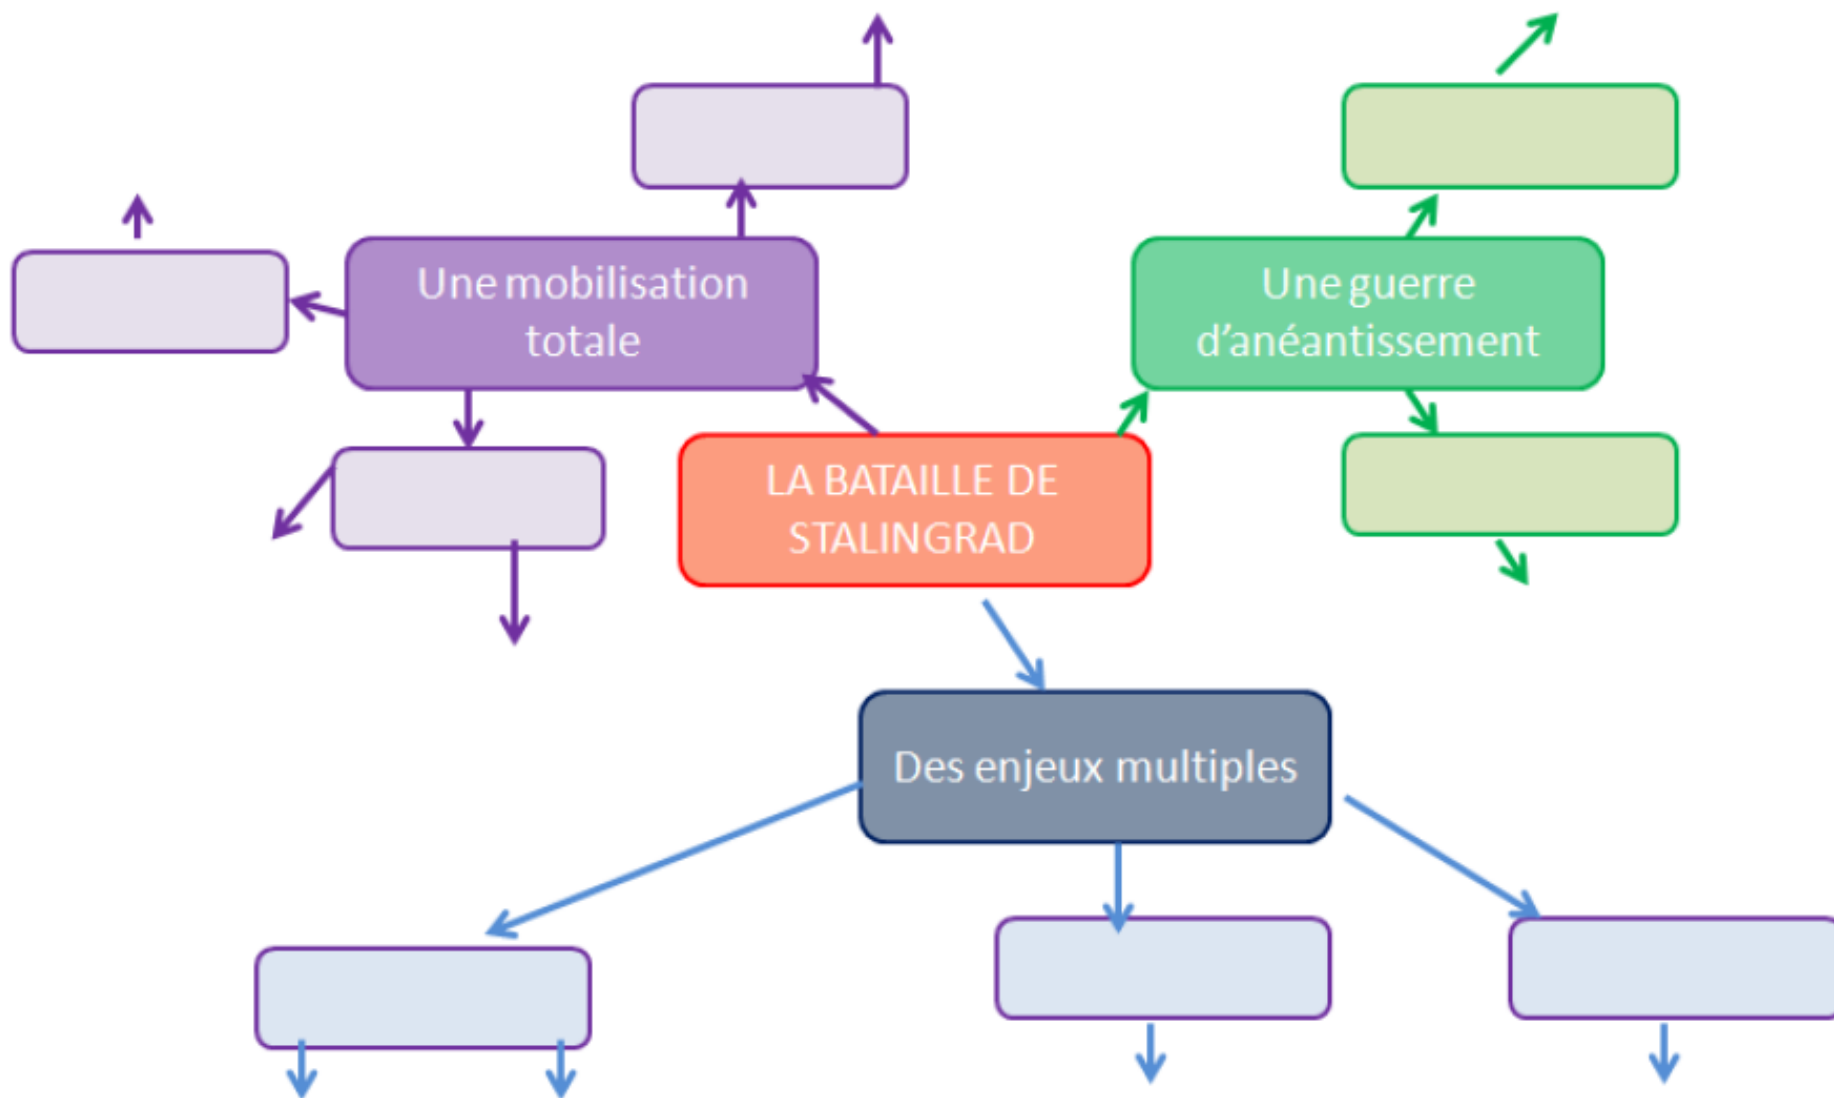 Une mobilisation
totale
Une guerre
d'anéantissement
LA BATAILLE DE
STALINGRAD
Des enjeux multiples